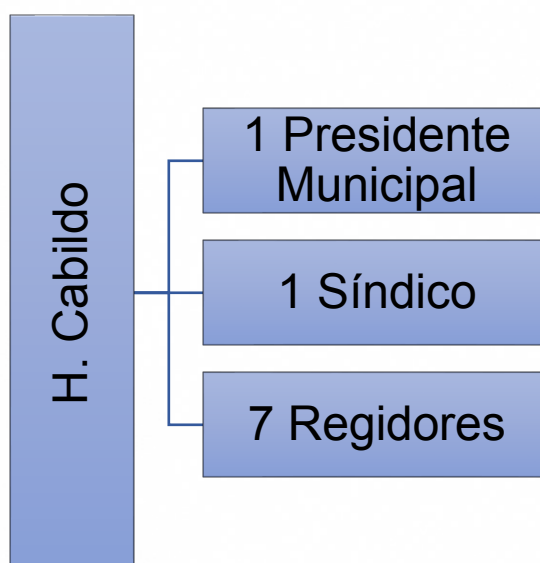 H. Cabildo
1 Presidente
Municipal
1 Síndico
7 Regidores